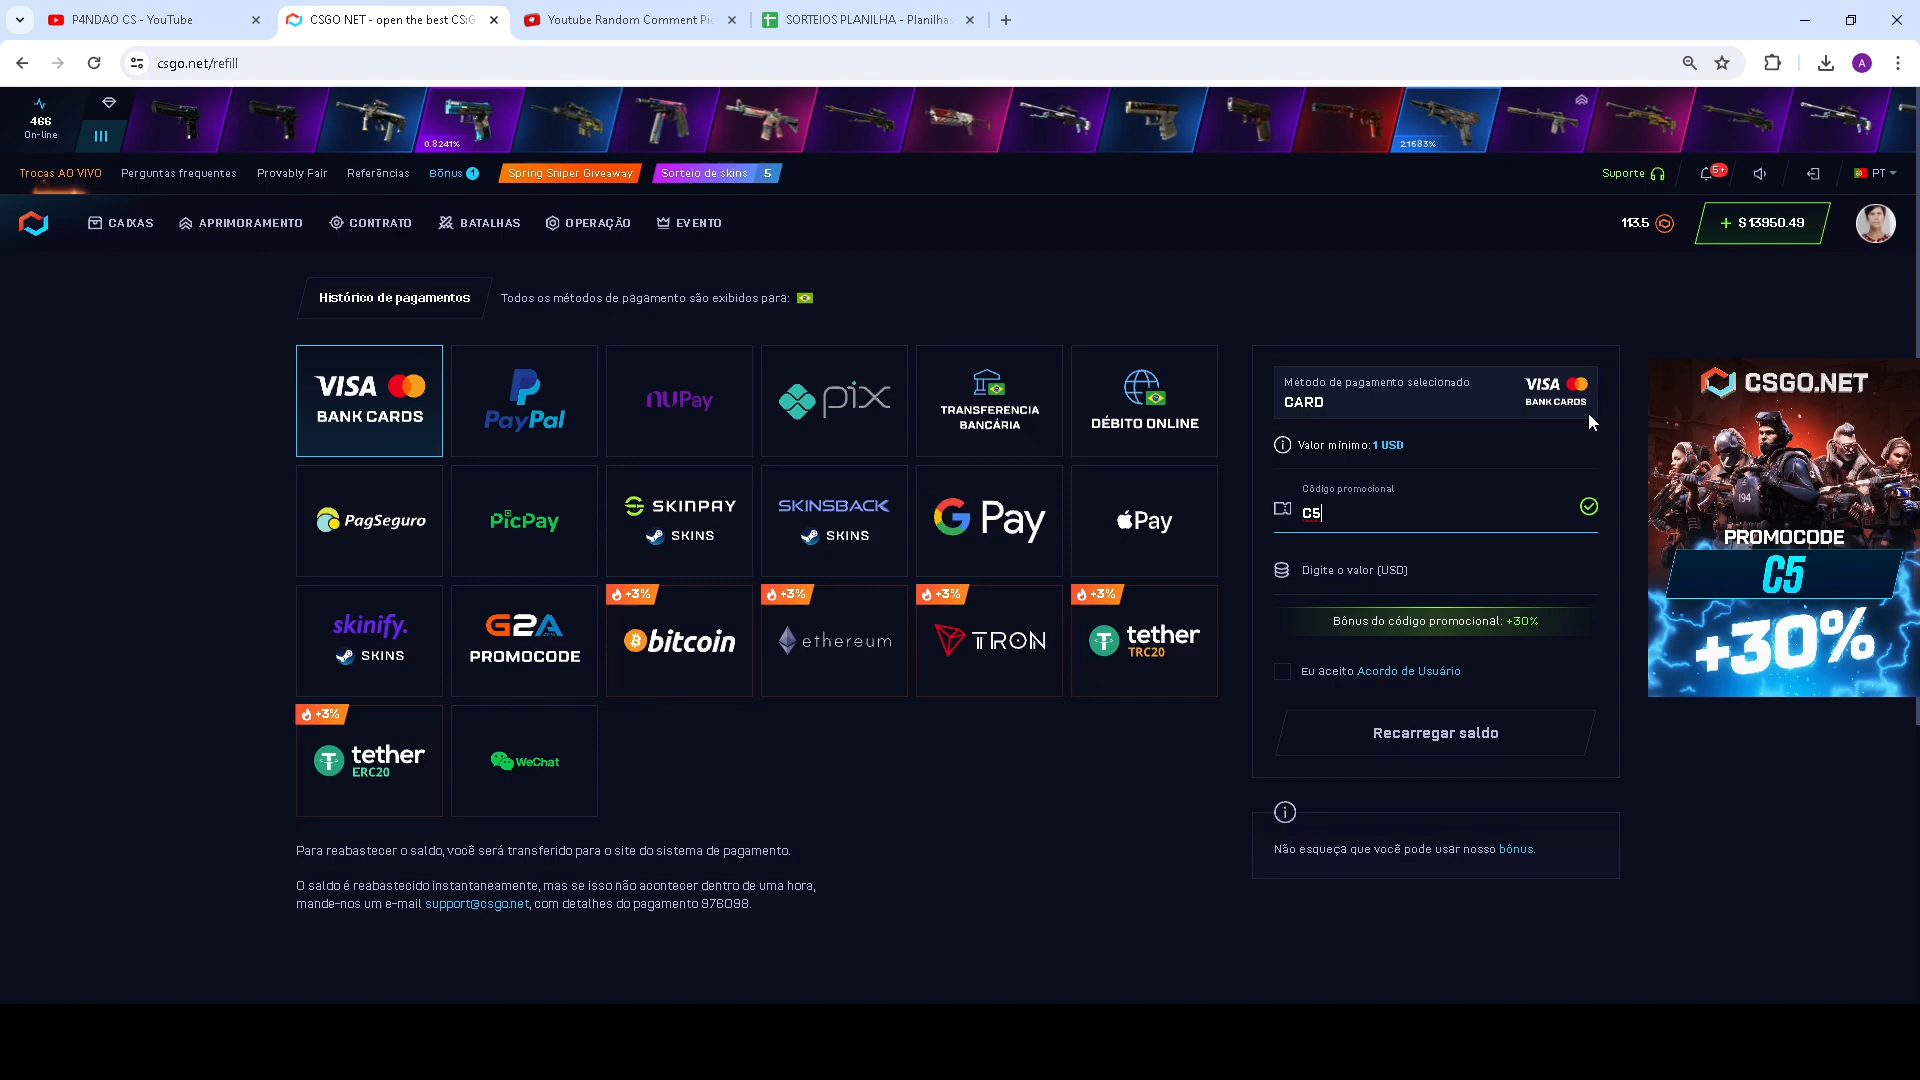 P4NDAO CS - YouTube
CSGO NET - open the best CS:G
Youtube Random Comment Pic
SORTEIOS PLANILHA - Planilhas
csgo.net/refill
A
466
On-line
0.8241%
2.1683%
Trocas AO VIVO
Perguntas frequentes
Provably Fair
Referências
Bônus 1
Spring Sniper Giveaway
Sorteio de skins 5
Suporte
5+
PT
CAIXAS
APRIMORAMENTO
CONTRATO
BATALHAS
OPERAÇÃO
EVENTO
113.5
+ $ 13950.49
Histórico de pagamentos
Todos os métodos de pagamento são exibidos para:
VISA
BANK CARDS
PayPal
nuPay
pix
TRANSFERENCIA
BANCÁRIA
DÉBITO ONLINE
PagSeguro
PicPay
SKINPAY
SKINS
SKINSBACK
SKINS
G Pay
Pay
skinify.
SKINS
G2A
PROMOCODE
+3%
bitcoin
+3%
ethereum
+3%
TRON
+3%
tether
TRC20
+3%
tether
ERC20
WeChat
Para reabastecer o saldo, você será transferido para o site do sistema de pagamento.
O saldo é reabastecido instantaneamente, mas se isso não acontecer dentro de uma hora,
mande-nos um e-mail support@csgo.net, com detalhes do pagamento 976098.
Método de pagamento selecionado
CARD
VISA
BANK CARDS
Valor mínimo: 1 USD
Código promocional
C5
Digite o valor (USD)
Bônus do código promocional: +30%
Eu aceito Acordo de Usuário
Recarregar saldo
Não esqueça que você pode usar nosso bônus.
CSGO.NET
194
PROMOCODE
C5
+30%